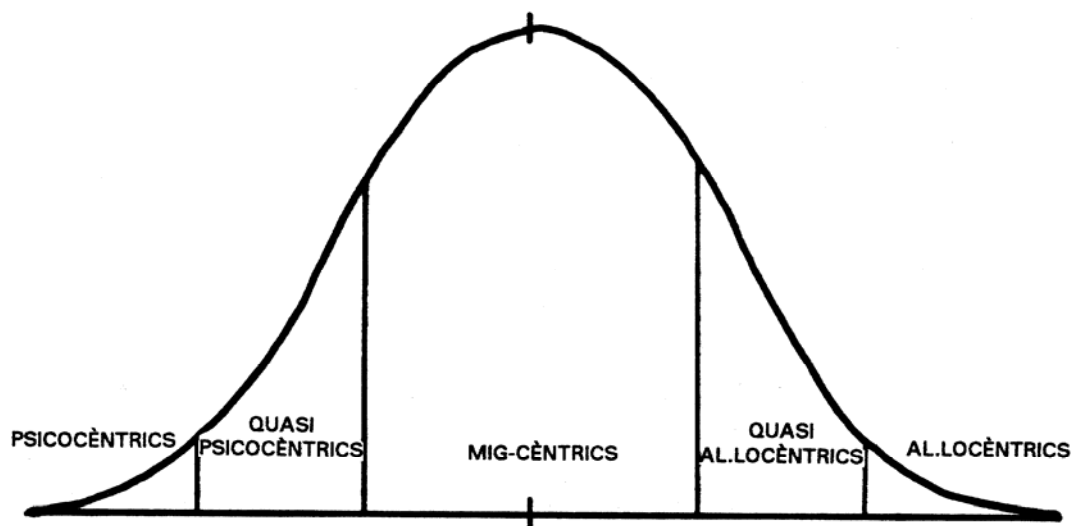 PSICOCÈNTRICS
QUASI
PSICOCÈNTRICS
MIG-CÈNTRICS
QUASI
AL.LOCÈNTRICS
AL.LOCÈNTRICS